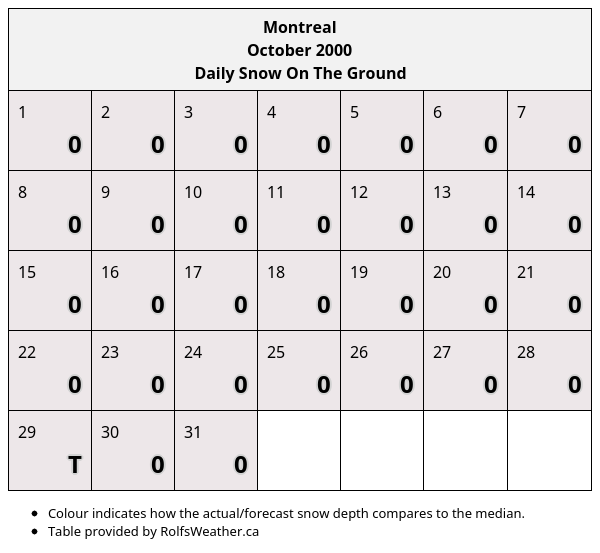 Montreal
October 2000
Daily Snow On The Ground
1 2 3 4 5 6 7
0 0 0 0 0 0 0
8 9 10 11 12 13 14
0 0 0 0 0 0 0
15 16 17 18 19 20 21
0 0 0 0 0 0 0
22 23 24 25 26 27 28
0 0 0 0 0 0 0
29 30 31
T 0 0
• Colour indicates how the actual/forecast snow depth compares to the median.
• Table provided by RolfsWeather.ca